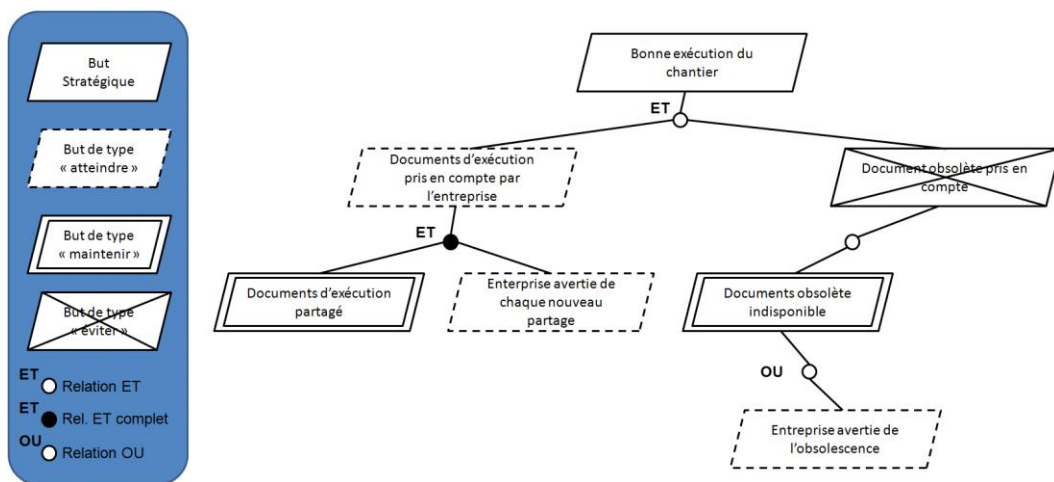 But
Stratégique
But de type
« atteindre »
But de type
« maintenir »
But de type
« éviter »
ET
Relation ET
ET
Rel. ET complet
OU
Relation OU
Bonne exécution du
chantier
ET
Documents d'exécution
pris en compte par
l'entreprise
Document obsolète pris en
compte
ET
Documents d'exécution
partagé
Enterprise avertie de
chaque nouveau
partage
Documents obsolète
indisponible
OU
Entreprise avertie de
l'obsolescence